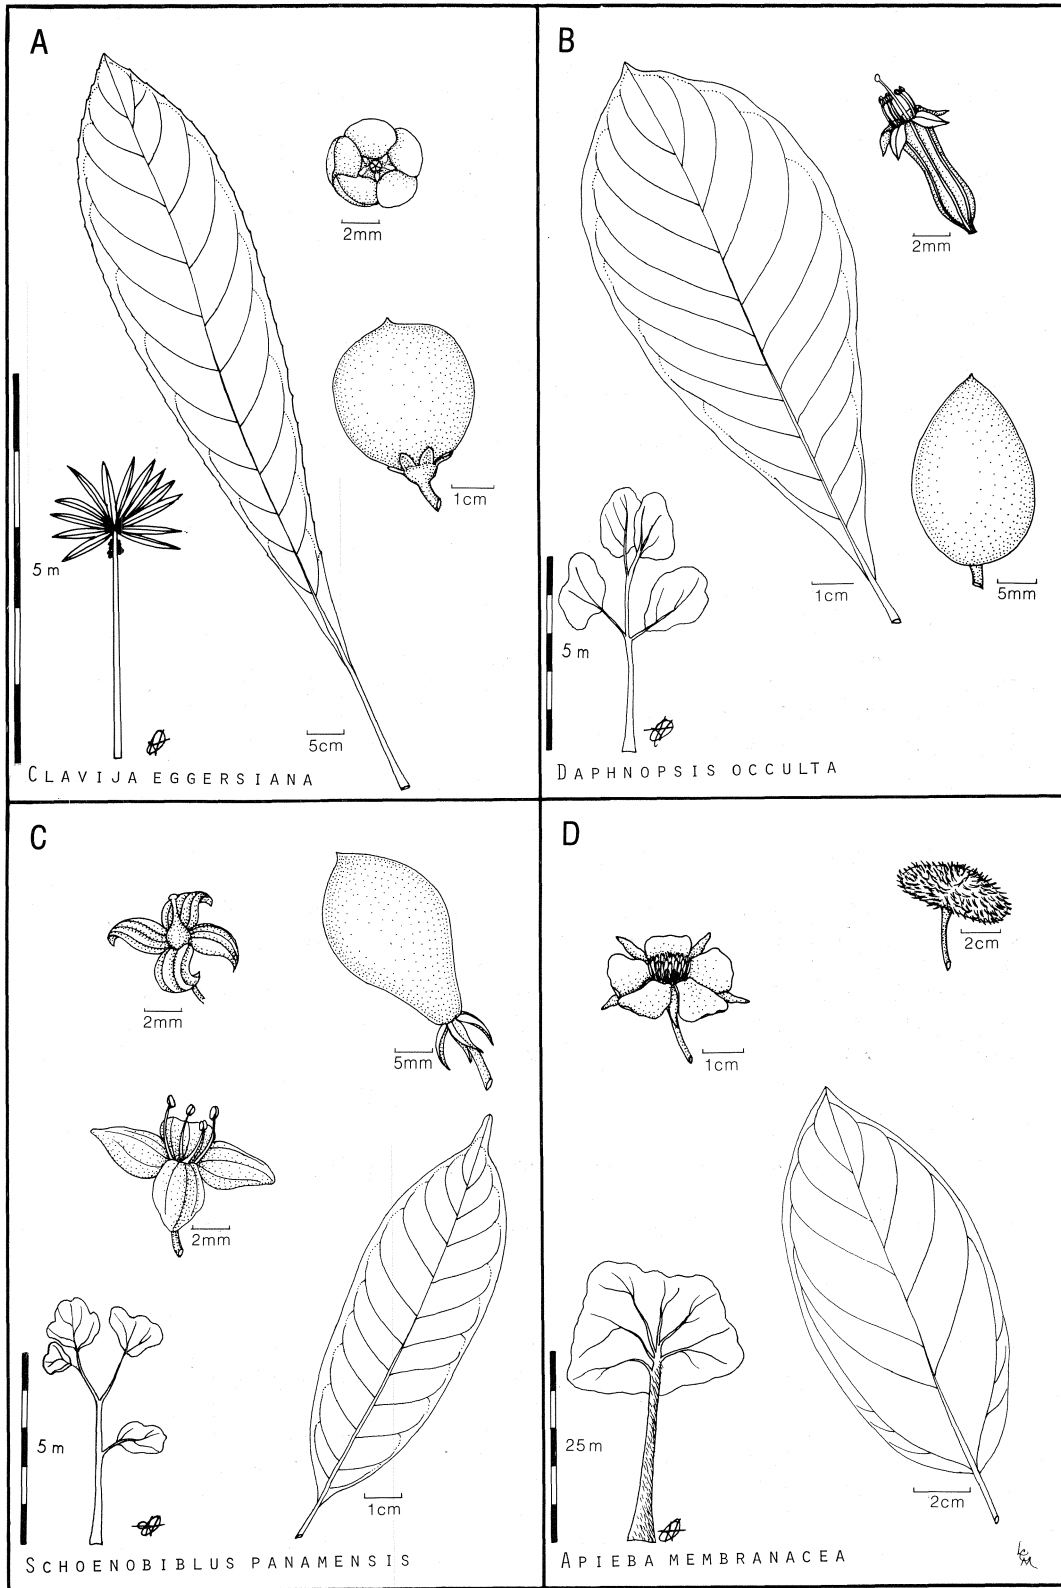 A
2mm
1cm
5 m
5cm
CLAVIJA EGGERSIANA
B
2mm
5mm
1cm
5 m
DAPHNOPSIS OCCULTA
C
2mm
5mm
2mm
5 m
1cm
SCHOENOBIBLUS PANAMENSIS
D
2cm
1cm
25 m
2cm
APIEBA MEMBRANACEA